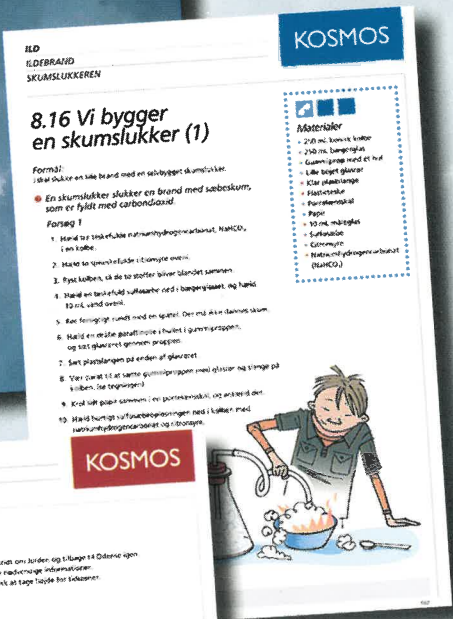 ILD
ILDEBRAND
SKUMSLUKKEREN
KOSMOS
8.16 Vi bygger
en skumslukker (1)
Formål:
I skal slukke en lille brand med en selvbygget skumslukker.
En skumslukker slukker en brand med sæbeskum,
som er fyldt med carbondioxid.
Forsøg 1
1. Hæld tre teskefulde natriumhydrogencarbonat, NaHCO₃,
i en kolbe.
2. Hæld to spiseskefulde citronsyre oveni.
3. Ryst kolben, så de to stoffer bliver blandet sammen.
4. Hæld en teskefuld sulfosæbe ned i bægerglasset, og hæld
10 mL vand oveni.
5. Rør forsigtigt rundt med en spatel. Der må ikke dannes skum.
6. Hæld en dråbe paraffinolie i hullet i gummiproppen,
og sæt glasrøret gennem proppen.
7. Sæt plastslangen på enden af glasrøret.
8. Vær parat til at sætte gummiproppen med glasrør og slange på
kolben. (se tegningen)
9. Krøl lidt papir sammen i en porcelænsskål, og antænd det.
10. Hæld hurtigt sulfosæbeopløsningen ned i kolben med
natriumhydrogencarbonat og citronsyre.
Materialer
250 mL konisk kolbe
250 mL bægerglas
Gummiprop med ét hul
Lille bøjet glasrør
Klar plastslange
Plasticteske
Porcelænsskål
Papir
10 mL måleglas
Sulfosæbe
Citronsyre
Natriumhydrogencarbonat
(NaHCO₃)
KOSMOS
rundt om Jorden og tilbage til Odense igen
nødvendige informationer.
sk at tage højde for tidszoner.